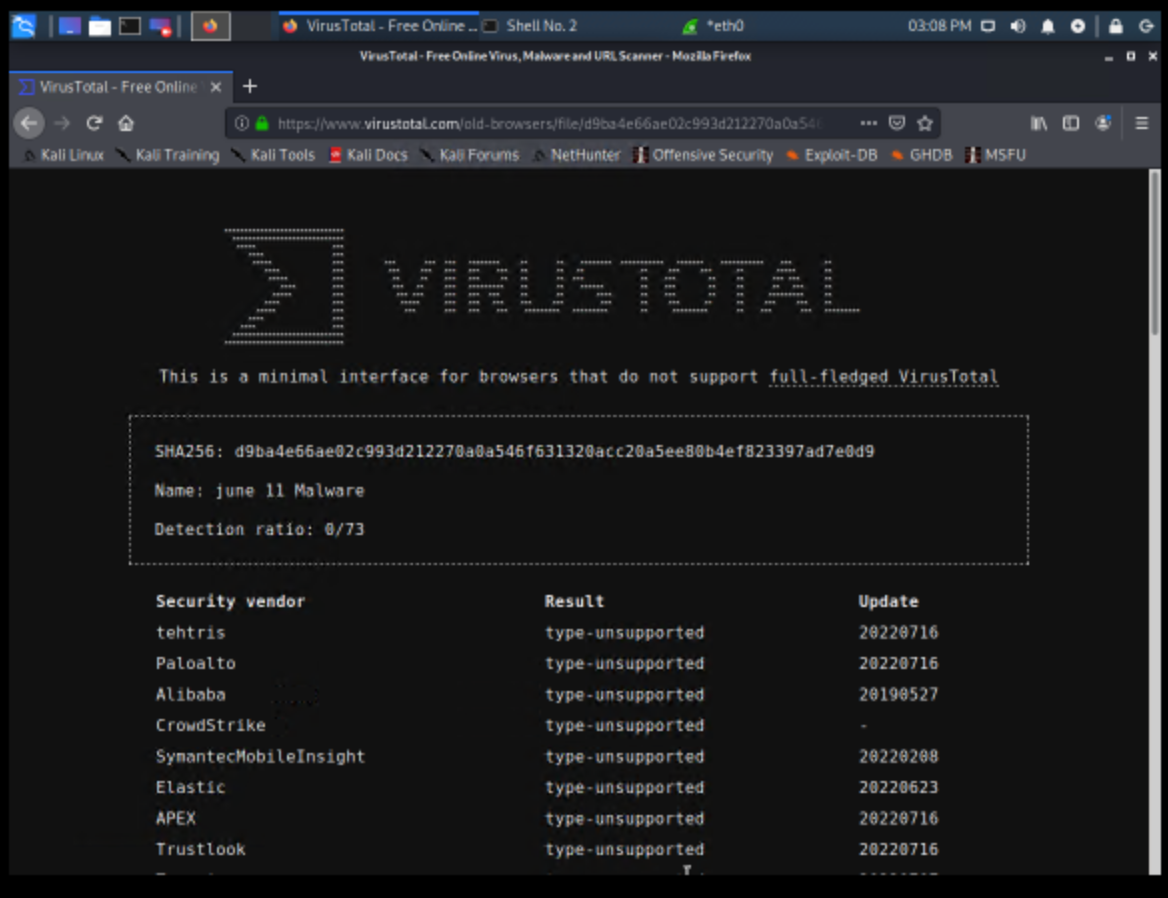 VirusTotal - Free Online ... Shell No. 2 *eth0 03:08 PM
VirusTotal - Free Online Virus, Malware and URL Scanner - Mozilla Firefox
VirusTotal - Free Online
https://www.virustotal.com/old-browsers/file/d9ba4e66ae02c993d212270a0a546
Kali Linux Kali Training Kali Tools Kali Docs Kali Forums NetHunter Offensive Security Exploit-DB GHDB MSFU
VIRUSTOTAL
This is a minimal interface for browsers that do not support full-fledged VirusTotal
SHA256: d9ba4e66ae02c993d212270a0a546f631320acc20a5ee80b4ef823397ad7e0d9
Name: june 11 Malware
Detection ratio: 0/73
Security vendor Result Update
tehtris type-unsupported 20220716
Paloalto type-unsupported 20220716
Alibaba type-unsupported 20190527
CrowdStrike type-unsupported -
SymantecMobileInsight type-unsupported 20220208
Elastic type-unsupported 20220623
APEX type-unsupported 20220716
Trustlook type-unsupported 20220716